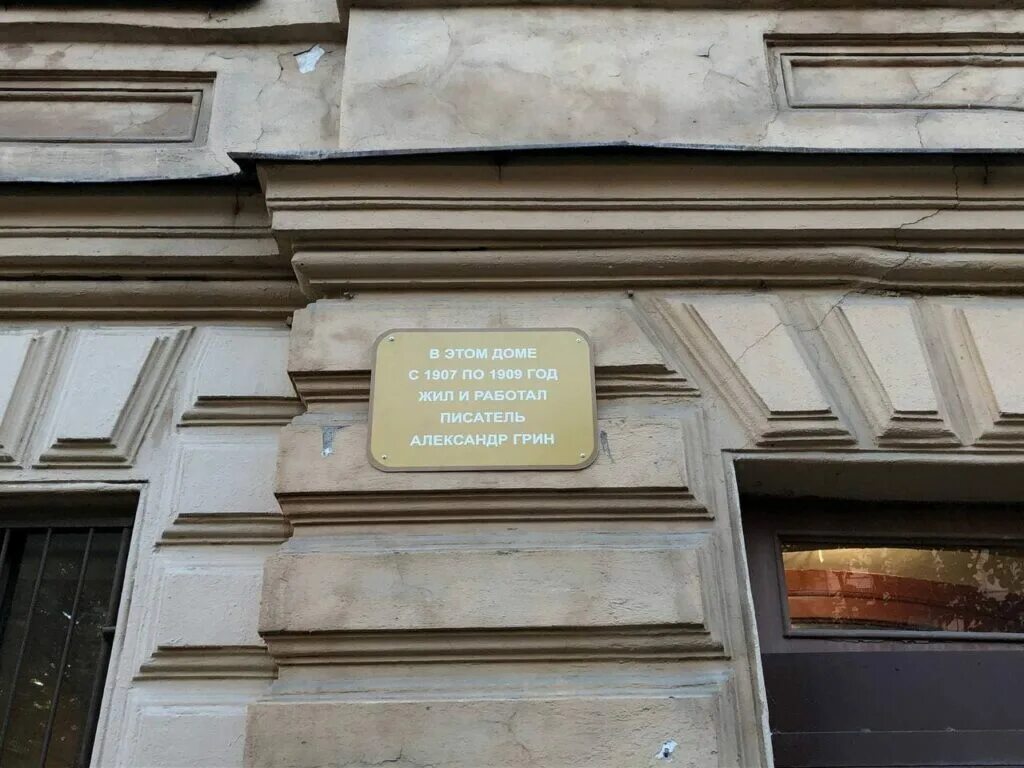 В ЭТОМ ДОМЕ
С 1907 ПО 1909 ГОД
ЖИЛ И РАБОТАЛ
ПИСАТЕЛЬ
АЛЕКСАНДР ГРИН